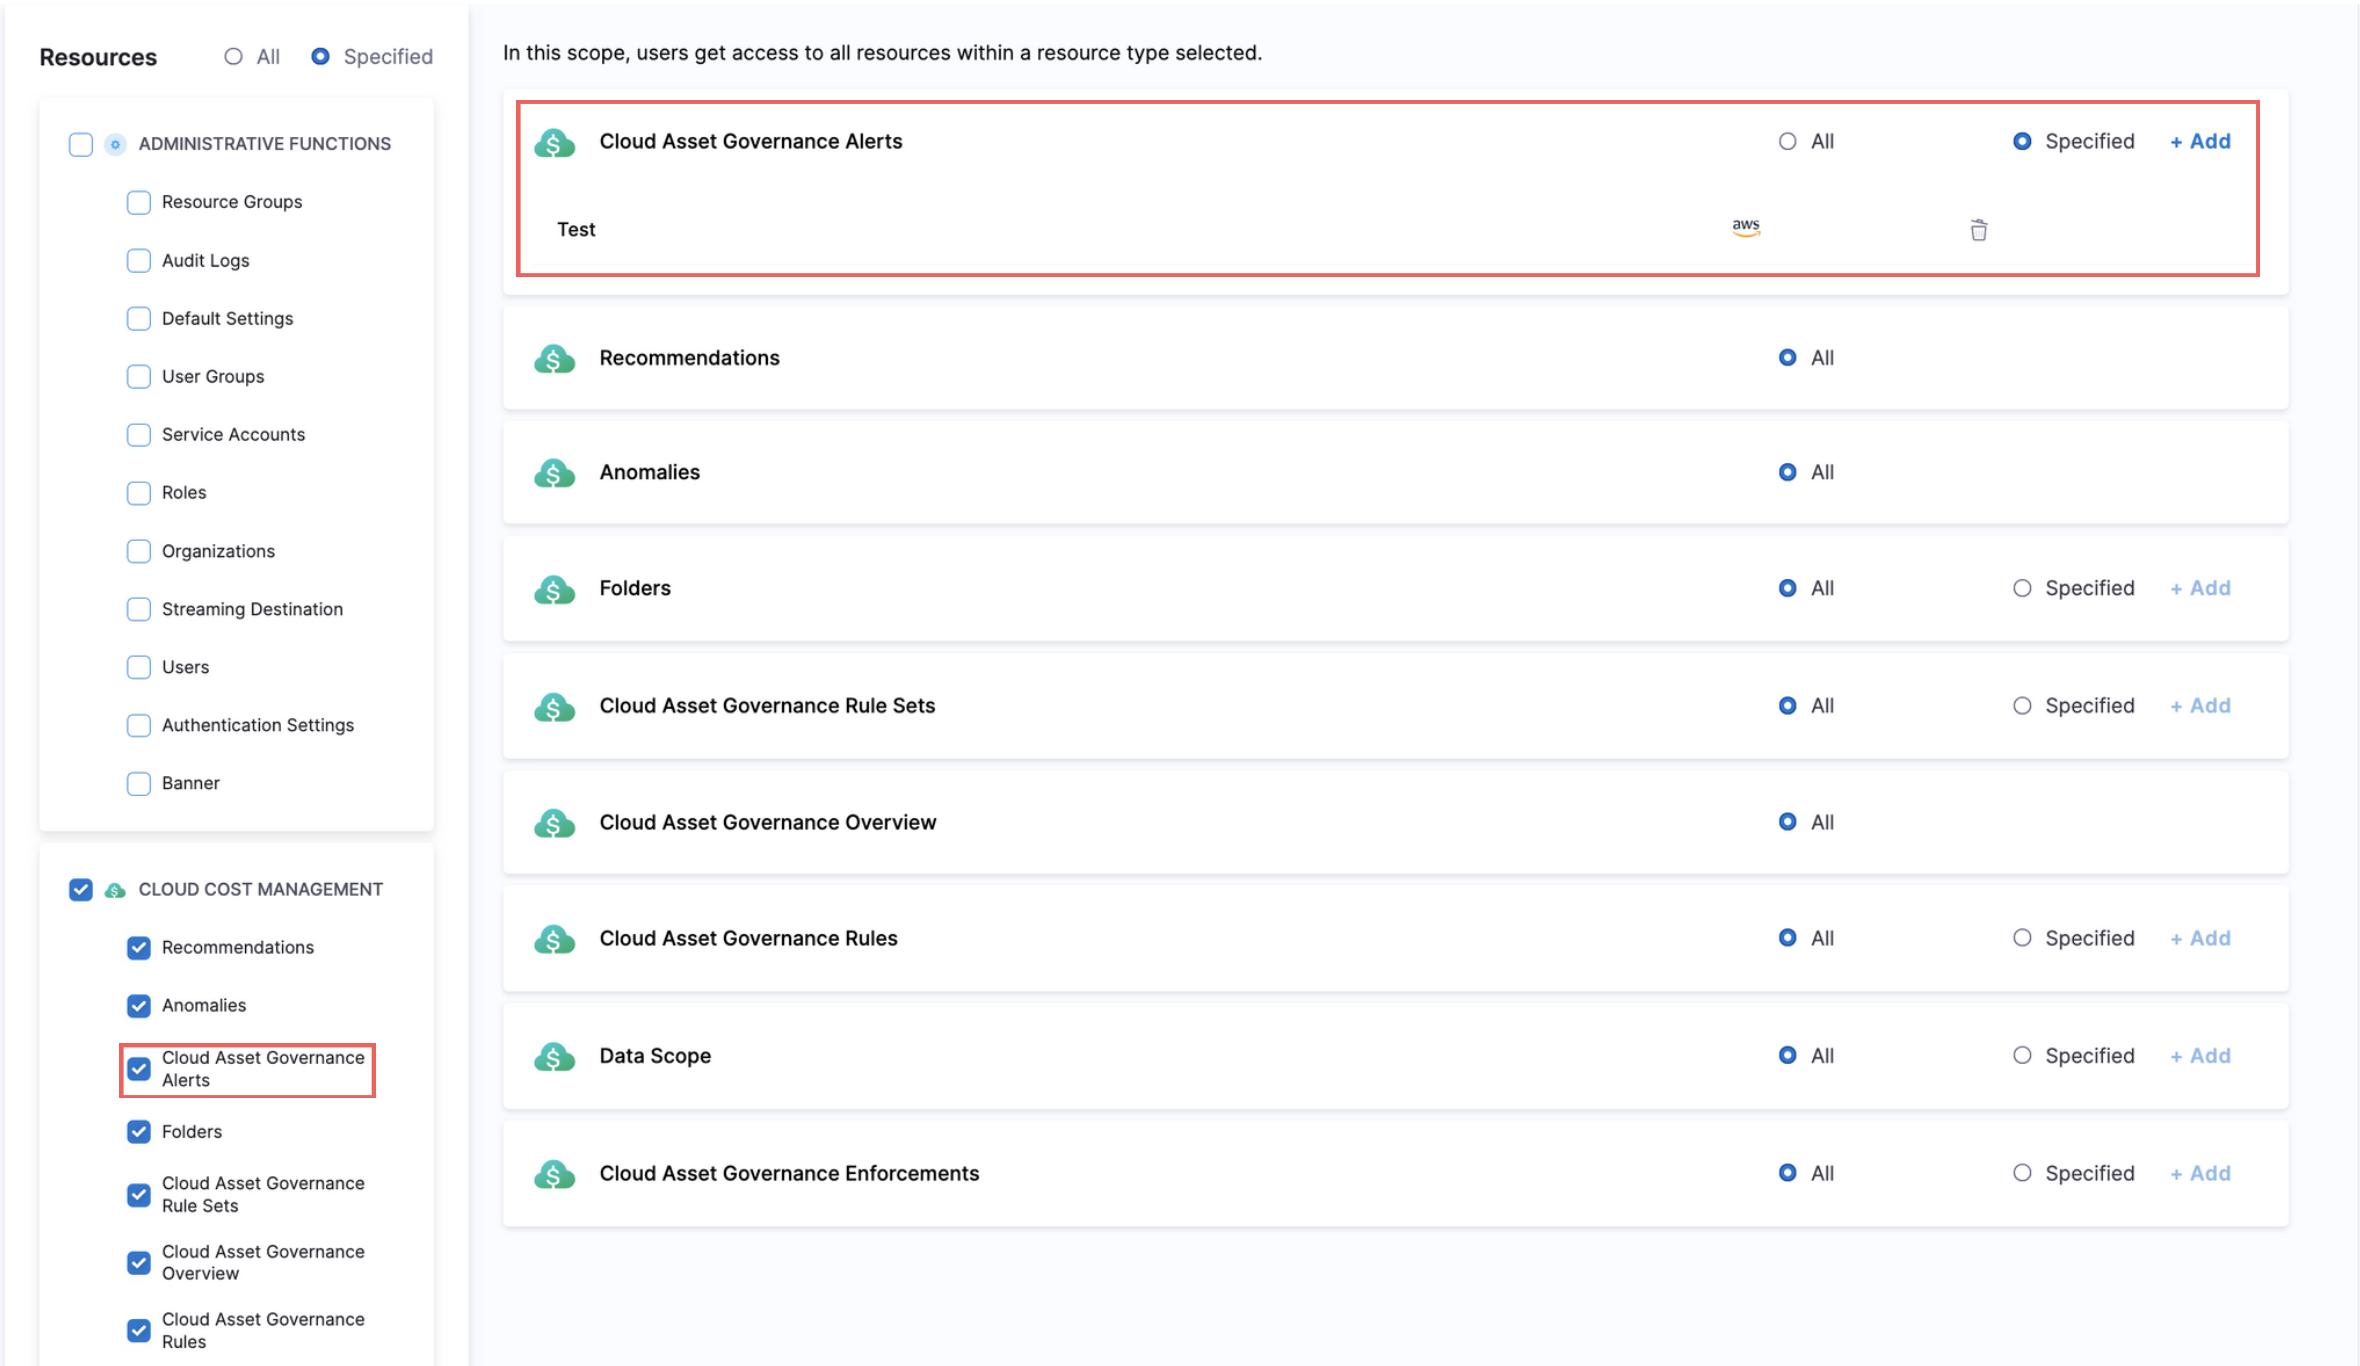 Resources
All
Specified
ADMINISTRATIVE FUNCTIONS
Resource Groups
Audit Logs
Default Settings
User Groups
Service Accounts
Roles
Organizations
Streaming Destination
Users
Authentication Settings
Banner
CLOUD COST MANAGEMENT
Recommendations
Anomalies
Cloud Asset Governance
Alerts
Folders
Cloud Asset Governance
Rule Sets
Cloud Asset Governance
Overview
Cloud Asset Governance
Rules
In this scope, users get access to all resources within a resource type selected.
Cloud Asset Governance Alerts All Specified + Add
Test aws
Recommendations All
Anomalies All
Folders All Specified + Add
Cloud Asset Governance Rule Sets All Specified + Add
Cloud Asset Governance Overview All
Cloud Asset Governance Rules All Specified + Add
Data Scope All Specified + Add
Cloud Asset Governance Enforcements All Specified + Add